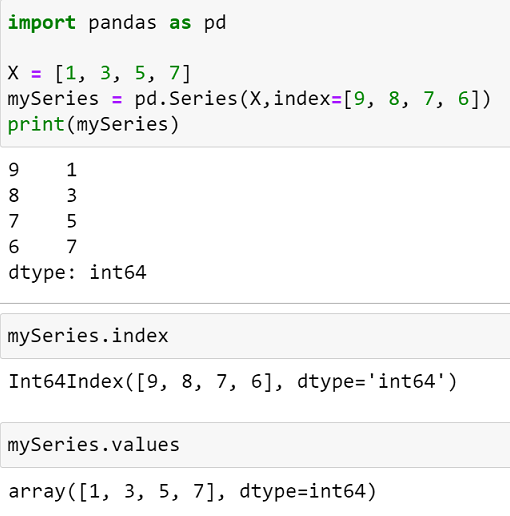 import pandas as pd
X = [1, 3, 5, 7]
mySeries = pd.Series(X,index=[9, 8, 7, 6])
print(mySeries)
9    1
8    3
7    5
6    7
dtype: int64
mySeries.index
Int64Index([9, 8, 7, 6], dtype='int64')
mySeries.values
array([1, 3, 5, 7], dtype=int64)